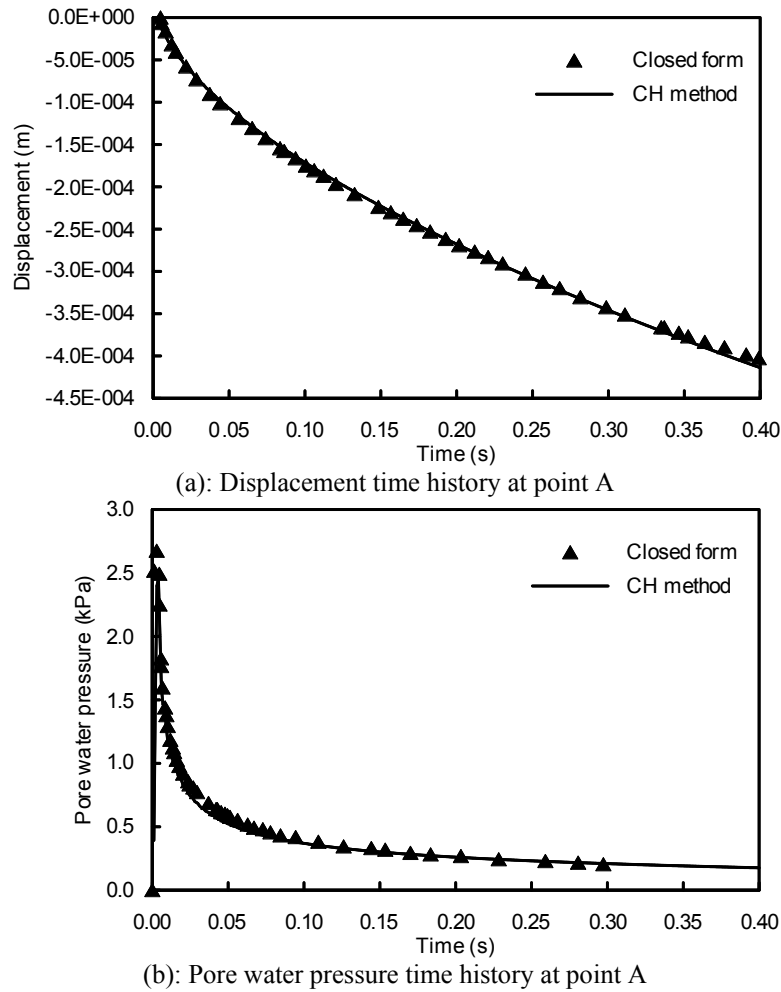 0.0E+000
-5.0E-005
-1.0E-004
-1.5E-004
-2.0E-004
-2.5E-004
-3.0E-004
-3.5E-004
-4.0E-004
-4.5E-004
Displacement (m)
Closed form
CH method
0.00 0.05 0.10 0.15 0.20 0.25 0.30 0.35 0.40
Time (s)
(a): Displacement time history at point A
3.0
2.5
2.0
1.5
1.0
0.5
0.0
Pore water pressure (kPa)
Closed form
CH method
0.00 0.05 0.10 0.15 0.20 0.25 0.30 0.35 0.40
Time (s)
(b): Pore water pressure time history at point A